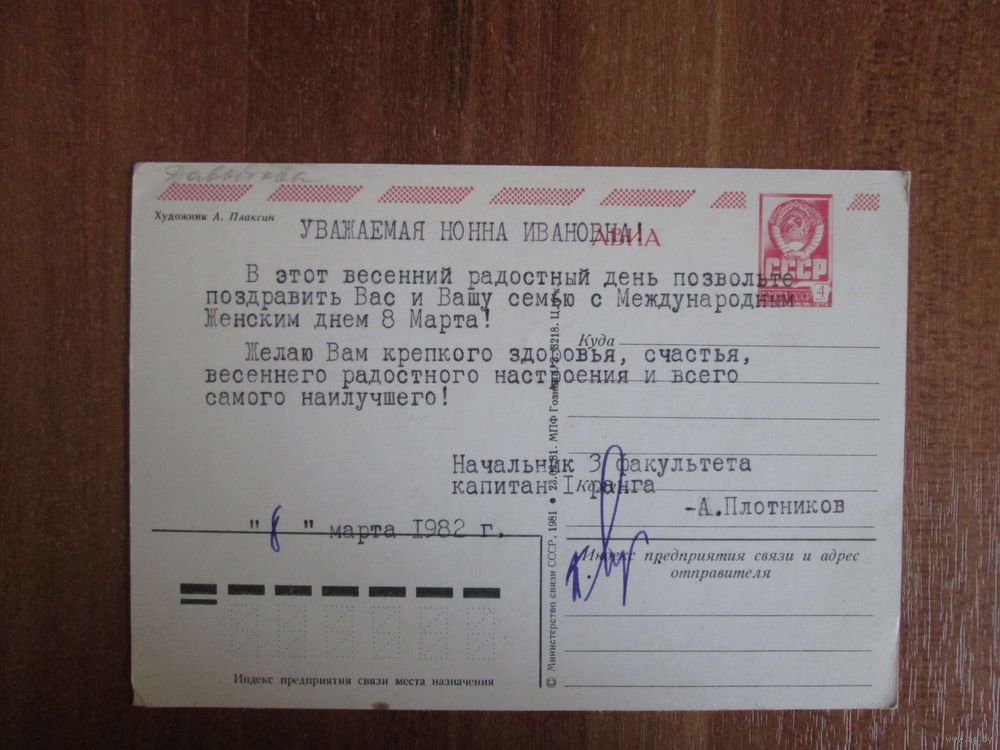 Давыдова
Художник А. Плаксин
АВИА
УВАЖАЕМАЯ НОННА ИВАНОВНА!
СССР
4
В этот весенний радостный день позвольте
поздравить Вас и Вашу семью с Международным
Женским днем 8 Марта!
Куда
Желаю Вам крепкого здоровья, счастья,
весеннего радостного настроения и всего
самого наилучшего!
Начальник 3 факультета
капитан I ранга
-А.Плотников
"8" марта I982 г.
Индекс предприятия связи и адрес
отправителя
Индекс предприятия связи места назначения
© Министерство связи СССР, 1981 • МПФ Гознака